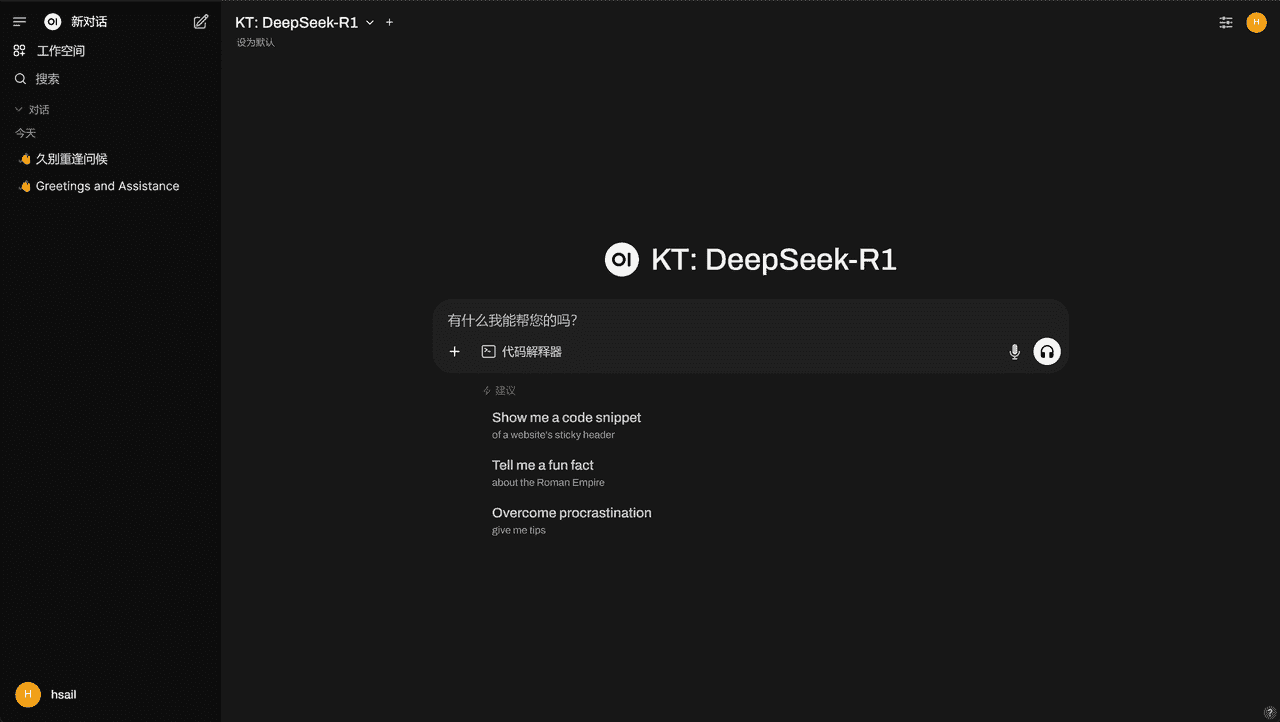 OI 新对话
工作空间
搜索
对话
今天
久别重逢问候
Greetings and Assistance
H hsail
KT: DeepSeek-R1
设为默认
H
OI KT: DeepSeek-R1
有什么我能帮您的吗?
代码解释器
建议
Show me a code snippet
of a website's sticky header
Tell me a fun fact
about the Roman Empire
Overcome procrastination
give me tips
?